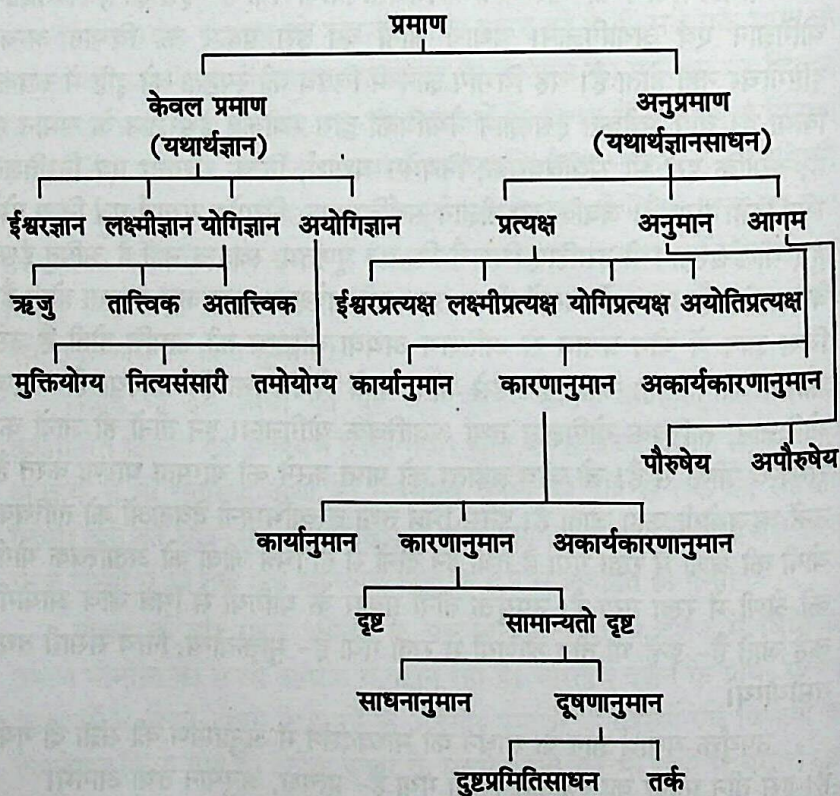 प्रमाण
केवल प्रमाण अनुप्रमाण
(यथार्थज्ञान) (यथार्थज्ञानसाधन)
ईश्वरज्ञान लक्ष्मीज्ञान योगिज्ञान अयोगिज्ञान प्रत्यक्ष अनुमान आगम
ऋजु तात्त्विक अतात्त्विक ईश्वरप्रत्यक्ष लक्ष्मीप्रत्यक्ष योगिप्रत्यक्ष अयोतिप्रत्यक्ष
मुक्तियोग्य नित्यसंसारी तमोयोग्य कार्यानुमान कारणानुमान अकार्यकारणानुमान
पौरुषेय अपौरुषेय
कार्यानुमान कारणानुमान अकार्यकारणानुमान
दृष्ट सामान्यतो दृष्ट
साधनानुमान दूषणानुमान
दुष्टप्रमितिसाधन तर्क